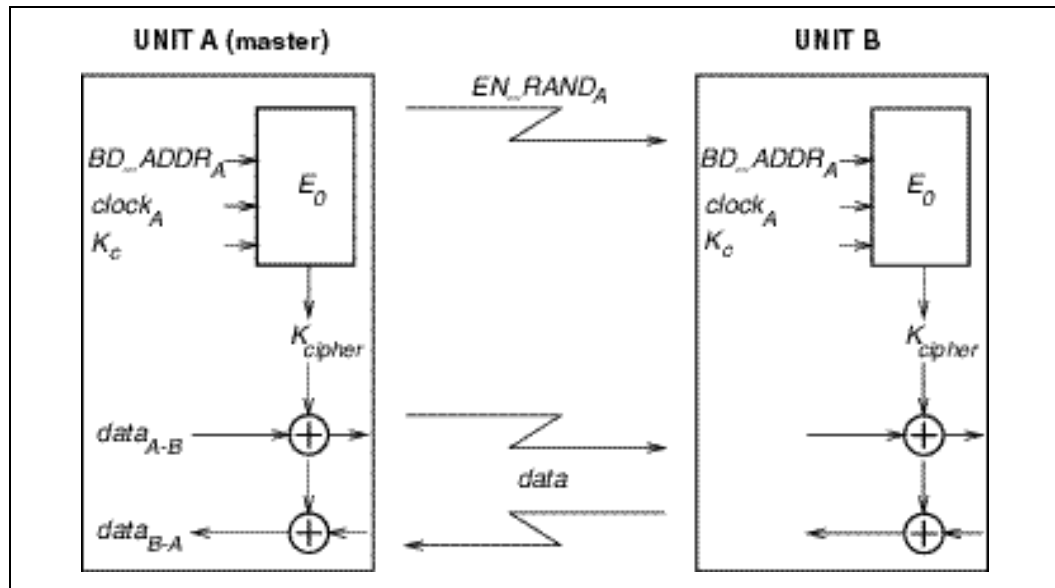 UNIT A (master)
UNIT B
EN_RAND_A
BD_ADDR_A
clock_A
K_c
E_0
K_cipher
data_A-B
data_B-A
data
BD_ADDR_A
clock_A
K_c
E_0
K_cipher